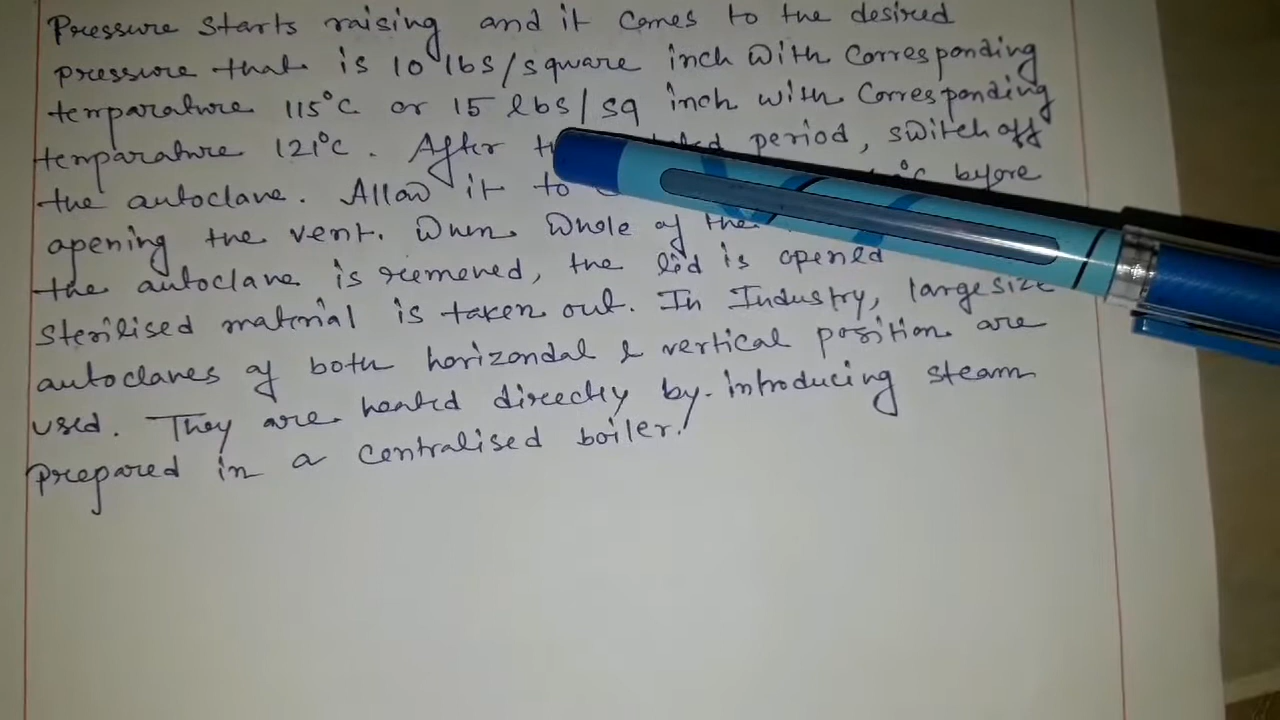 Pressure starts raising and it comes to the desired
pressure that is 10 lbs/square inch with corresponding
temparature 115°C or 15 lbs/sq inch with corresponding
temparature 121°C. After period, switch off
the autoclave. Allow it to before
opening the vent. When whole of the
the autoclave is removed, the lid is opened
sterilised material is taken out. In Industry, large size
autoclaves of both horizondal & vertical position are
used. They are heated directly by introducing steam
prepared in a centralised boiler.